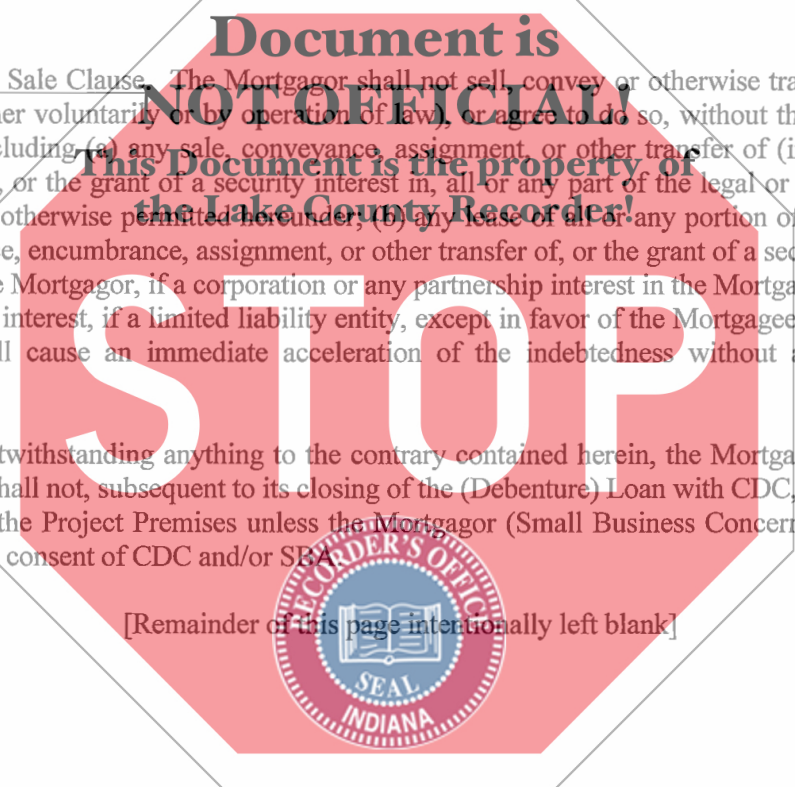 Document is
Sale Clause. The Mortgagor shall not sell, convey or otherwise tra
NOT OFFICIAL!
her voluntarily or by operation of law), or agree to do so, without th
cluding (a) any sale, conveyance, assignment, or other transfer of (i
This Document is the property of
, or the grant of a security interest in, all or any part of the legal or
the Lake County Recorder!
otherwise permitted hereunder; (b) any lease of all or any portion of
e, encumbrance, assignment, or other transfer of, or the grant of a sec
e Mortgagor, if a corporation or any partnership interest in the Mortga
interest, if a limited liability entity, except in favor of the Mortgagee
ll cause an immediate acceleration of the indebtedness without a
STOP
twithstanding anything to the contrary contained herein, the Mortga
hall not, subsequent to its closing of the (Debenture) Loan with CDC,
the Project Premises unless the Mortgagor (Small Business Concern
consent of CDC and/or SBA.
RECORDER'S OFFICE
[Remainder of this page intentionally left blank]
SEAL
INDIANA